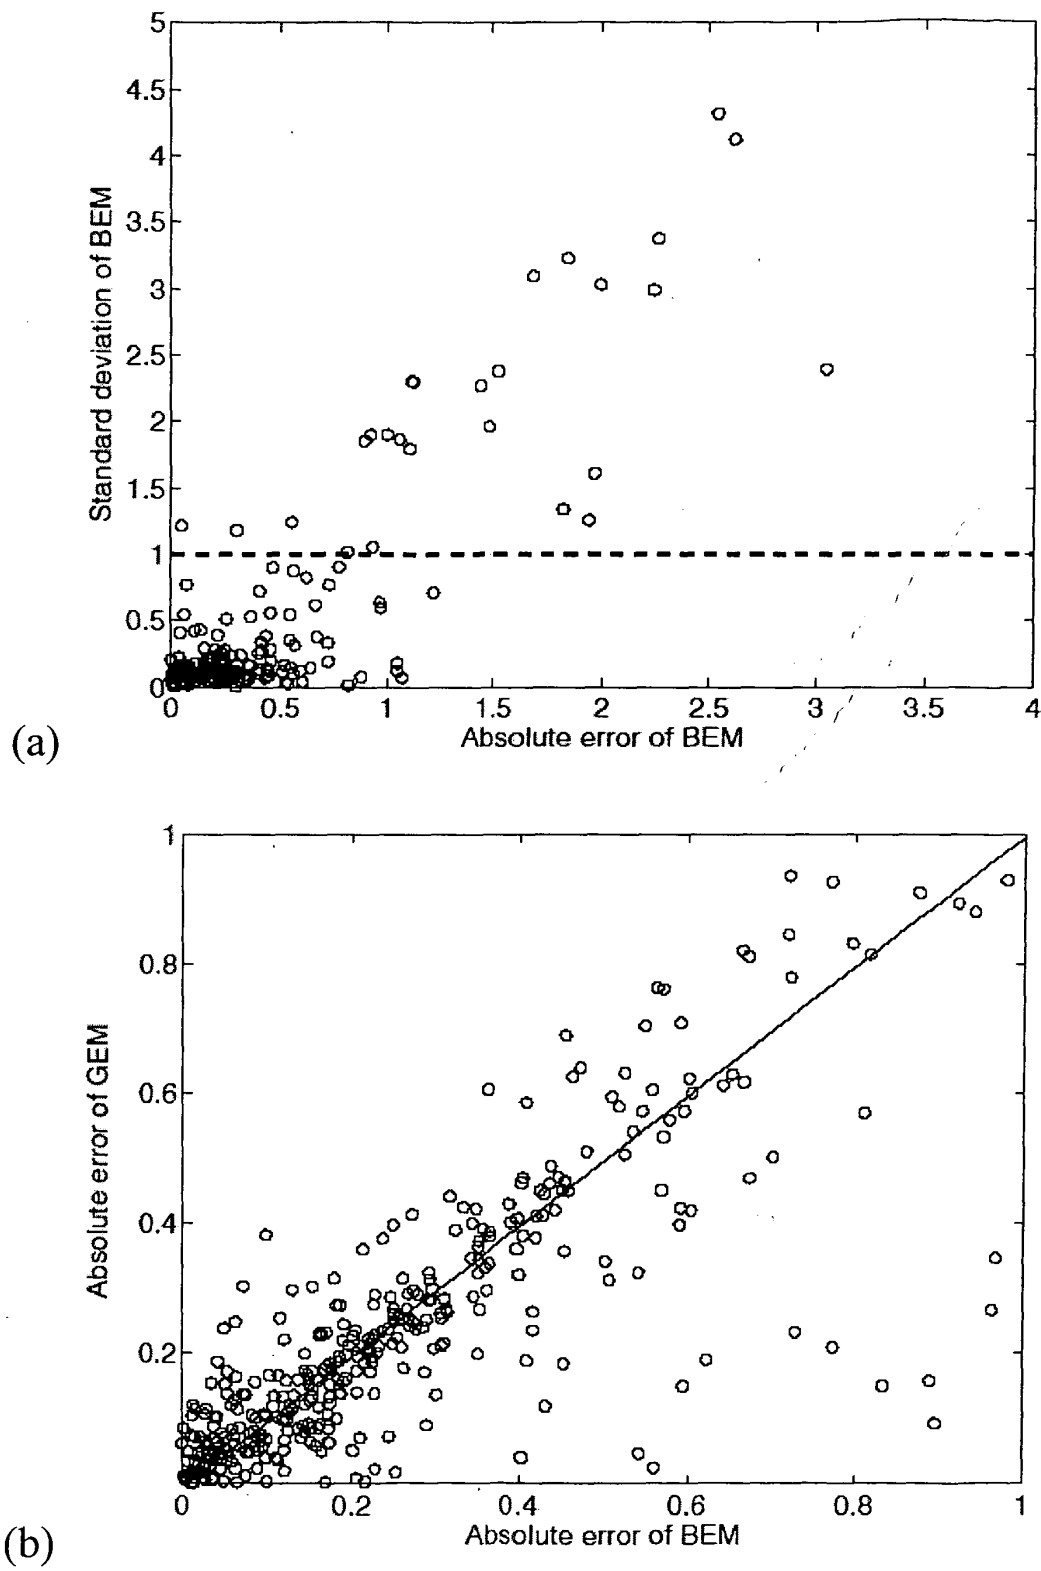 5
4.5
4
3.5
3
2.5
2
1.5
1
0.5
0
Standard deviation of BEM
0 0.5 1 1.5 2 2.5 3 3.5 4
Absolute error of BEM
(a)
1
0.8
0.6
0.4
0.2
Absolute error of GEM
0 0.2 0.4 0.6 0.8 1
Absolute error of BEM
(b)